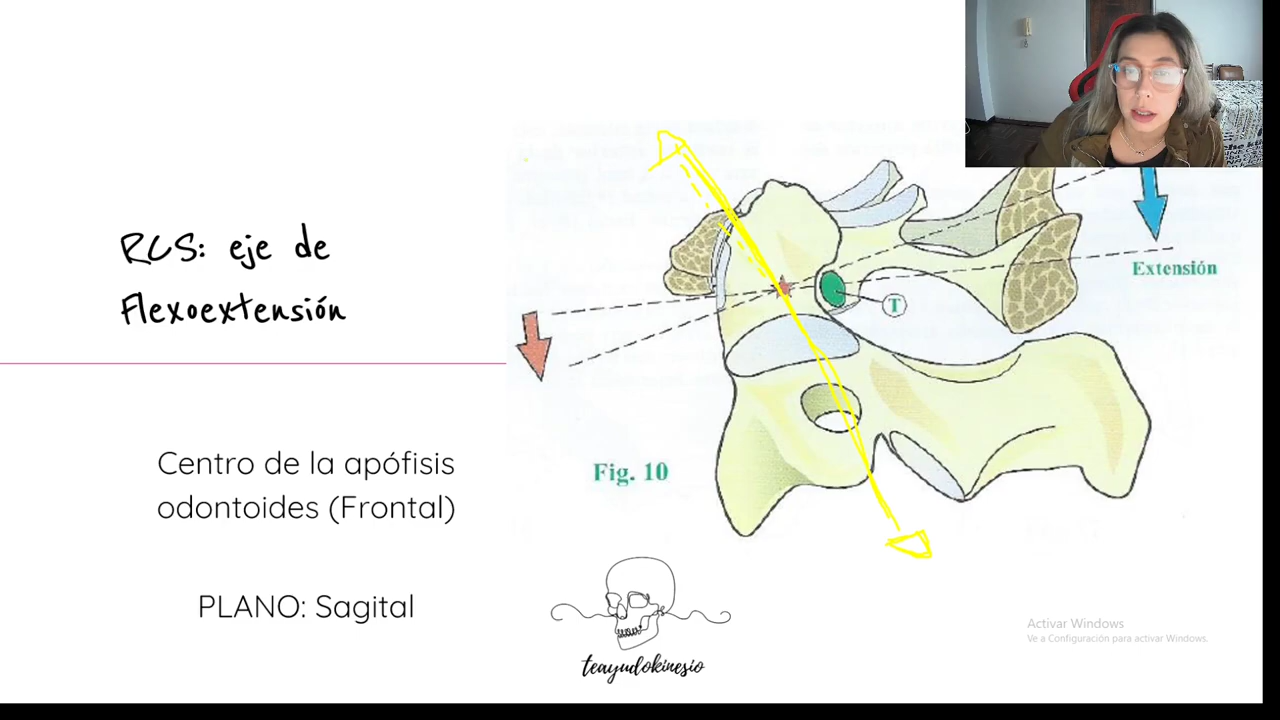 RCS: eje de
Flexoextensión
Centro de la apófisis
odontoides (Frontal)
PLANO: Sagital
Extensión
T
Fig. 10
teayudokinesio
Activar Windows
Ve a Configuración para activar Windows.